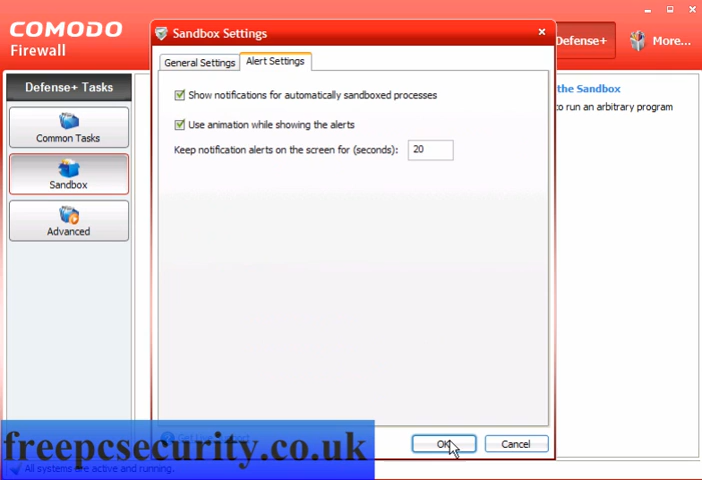 COMODO
Firewall
Sandbox Settings
Defense+
More...
Defense+ Tasks
General Settings
Alert Settings
the Sandbox
to run an arbitrary program
Show notifications for automatically sandboxed processes
Common Tasks
Use animation while showing the alerts
Keep notification alerts on the screen for (seconds): 20
Sandbox
Advanced
OK
Cancel
freepcsecurity.co.uk
All systems are active and running.